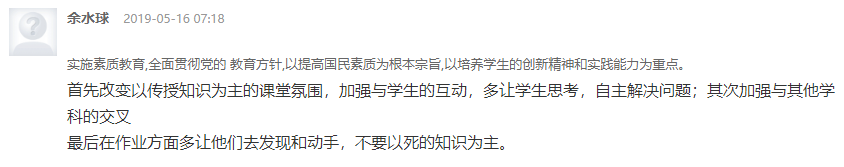 余水球 2019-05-16 07:18
实施素质教育,全面贯彻党的 教育方针,以提高国民素质为根本宗旨,以培养学生的创新精神和实践能力为重点。
首先改变以传授知识为主的课堂氛围，加强与学生的互动，多让学生思考，自主解决问题；其次加强与其他学
科的交叉
最后在作业方面多让他们去发现和动手，不要以死的知识为主。